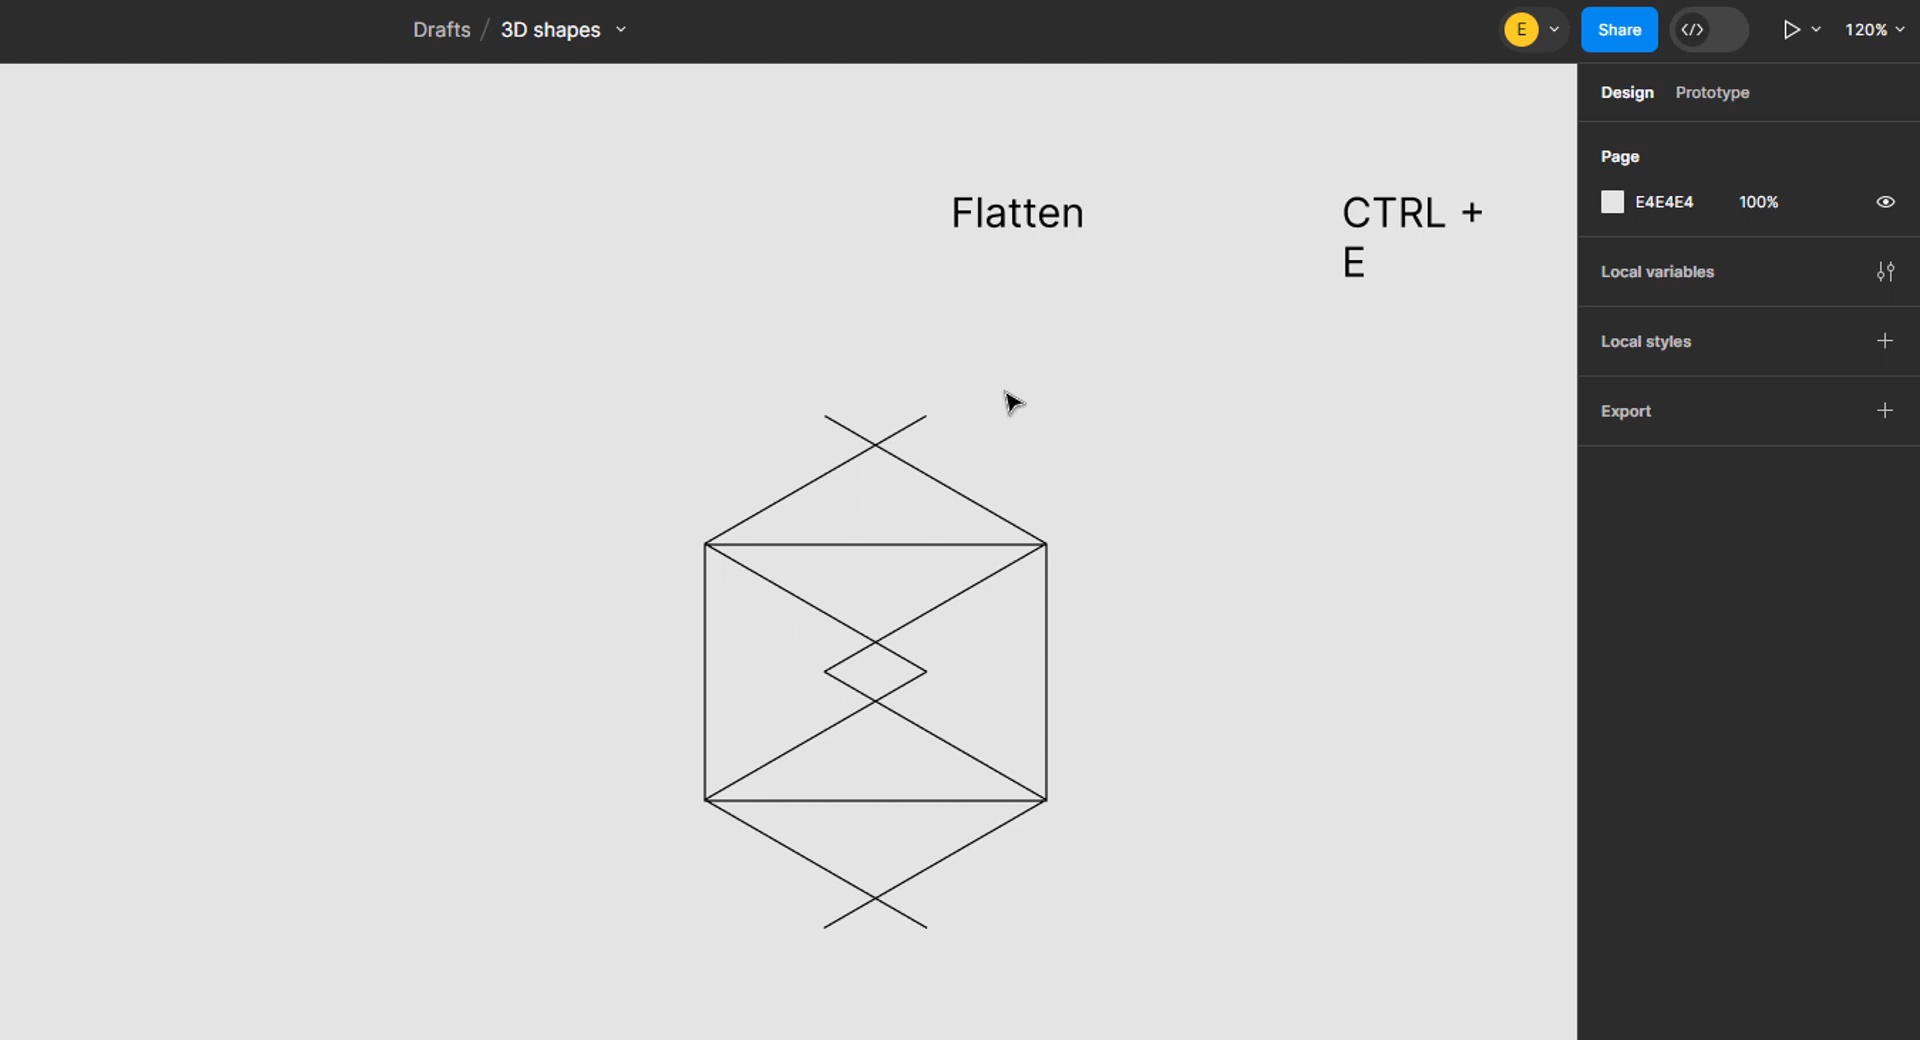 Drafts / 3D shapes
E
Share
</>
120%
Design Prototype
Page
E4E4E4 100%
Flatten
CTRL +
E
Local variables
Local styles
Export